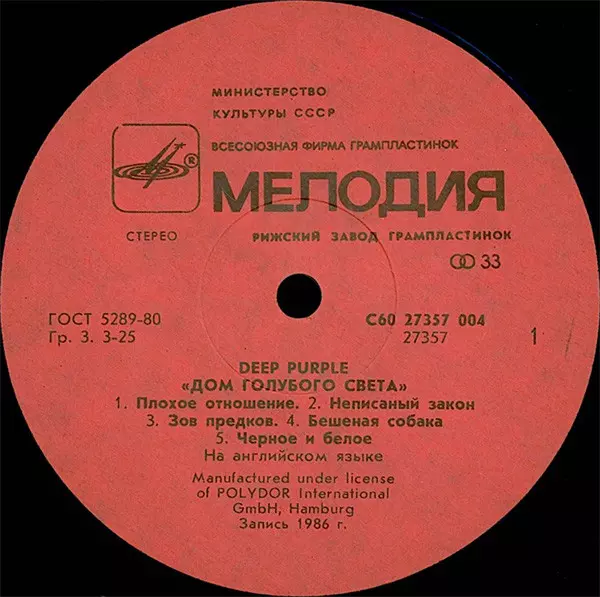 МИНИСТЕРСТВО
КУЛЬТУРЫ СССР
ВСЕСОЮЗНАЯ ФИРМА ГРАМПЛАСТИНОК
®
МЕЛОДИЯ
СТЕРЕО
РИЖСКИЙ ЗАВОД ГРАМПЛАСТИНОК
33
ГОСТ 5289-80
Гр. 3. 3-25
С60 27357 004
27357
1
DEEP PURPLE
«ДОМ ГОЛУБОГО СВЕТА»
1. Плохое отношение. 2. Неписаный закон
3. Зов предков. 4. Бешеная собака
5. Черное и белое
На английском языке
Manufactured under license
of POLYDOR International
GmbH, Hamburg
Запись 1986 г.